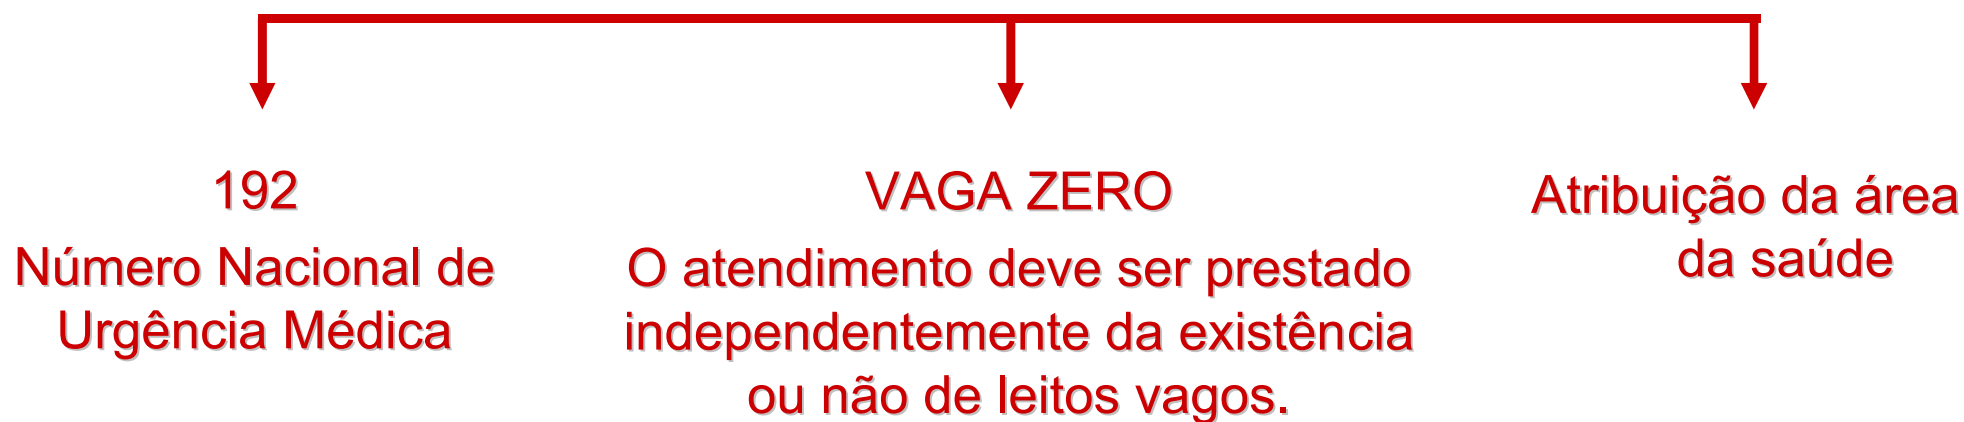 192
Número Nacional de
Urgência Médica
VAGA ZERO
O atendimento deve ser prestado
independentemente da existência
ou não de leitos vagos.
Atribuição da área
da saúde